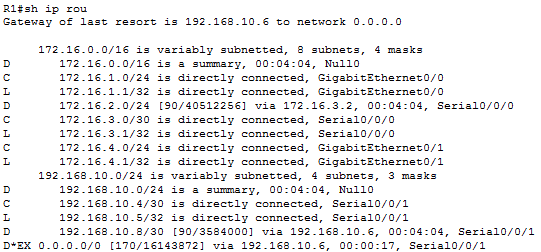 R1#sh ip rou
Gateway of last resort is 192.168.10.6 to network 0.0.0.0
172.16.0.0/16 is variably subnetted, 8 subnets, 4 masks
D 172.16.0.0/16 is a summary, 00:04:04, Null0
C 172.16.1.0/24 is directly connected, GigabitEthernet0/0
L 172.16.1.1/32 is directly connected, GigabitEthernet0/0
D 172.16.2.0/24 [90/40512256] via 172.16.3.2, 00:04:04, Serial0/0/0
C 172.16.3.0/30 is directly connected, Serial0/0/0
L 172.16.3.1/32 is directly connected, Serial0/0/0
C 172.16.4.0/24 is directly connected, GigabitEthernet0/1
L 172.16.4.1/32 is directly connected, GigabitEthernet0/1
192.168.10.0/24 is variably subnetted, 4 subnets, 3 masks
D 192.168.10.0/24 is a summary, 00:04:04, Null0
C 192.168.10.4/30 is directly connected, Serial0/0/1
L 192.168.10.5/32 is directly connected, Serial0/0/1
D 192.168.10.8/30 [90/3584000] via 192.168.10.6, 00:04:04, Serial0/0/1
D*EX 0.0.0.0/0 [170/16143872] via 192.168.10.6, 00:00:17, Serial0/0/1